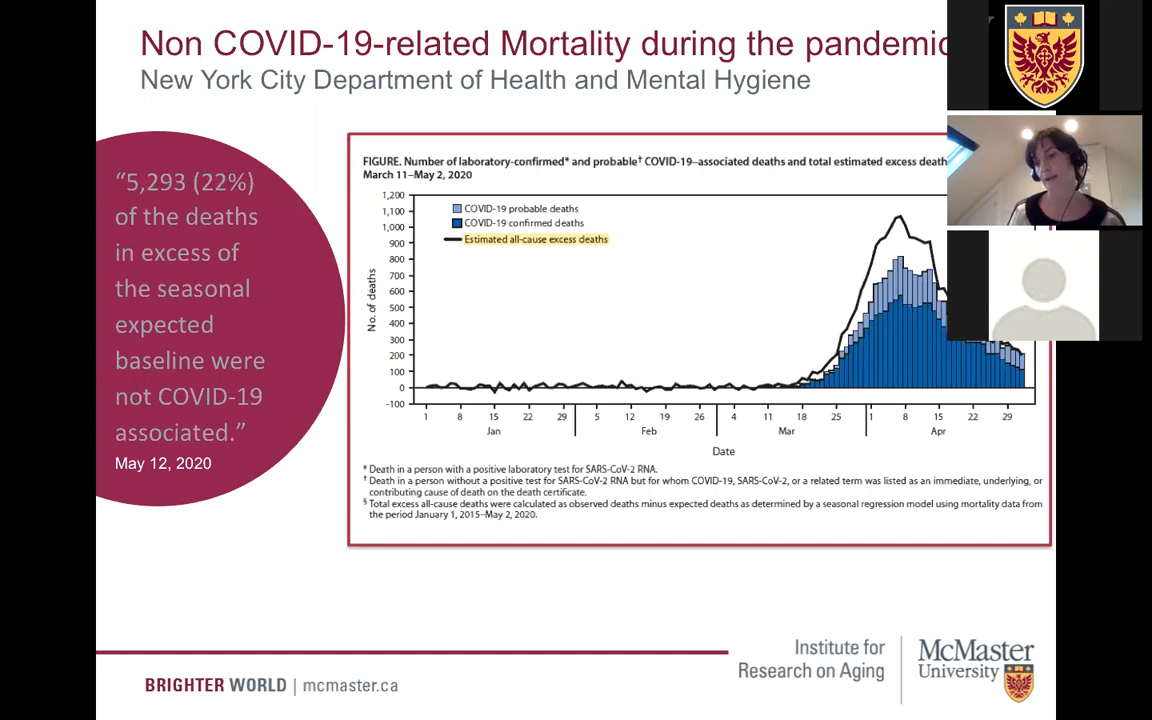 Non COVID-19-related Mortality during the pandemic
New York City Department of Health and Mental Hygiene
“5,293 (22%)
of the deaths
in excess of
the seasonal
expected
baseline were
not COVID-19
associated.”
May 12, 2020
FIGURE. Number of laboratory-confirmed* and probable† COVID-19–associated deaths and total estimated excess death
March 11–May 2, 2020
COVID-19 probable deaths
COVID-19 confirmed deaths
Estimated all-cause excess deaths
No. of deaths
1,200
1,100
1,000
900
800
700
600
500
400
300
200
100
0
-100
1 8 15 22 29 5 12 19 26 4 11 18 25 1 8 15 22 29
Jan Feb Mar Apr
Date
* Death in a person with a positive laboratory test for SARS-CoV-2 RNA.
† Death in a person without a positive test for SARS-CoV-2 RNA but for whom COVID-19, SARS-CoV-2, or a related term was listed as an immediate, underlying, or
contributing cause of death on the death certificate.
§ Total excess all-cause deaths were calculated as observed deaths minus expected deaths as determined by a seasonal regression model using mortality data from
the period January 1, 2015–May 2, 2020.
BRIGHTER WORLD | mcmaster.ca
Institute for
Research on Aging
McMaster
University